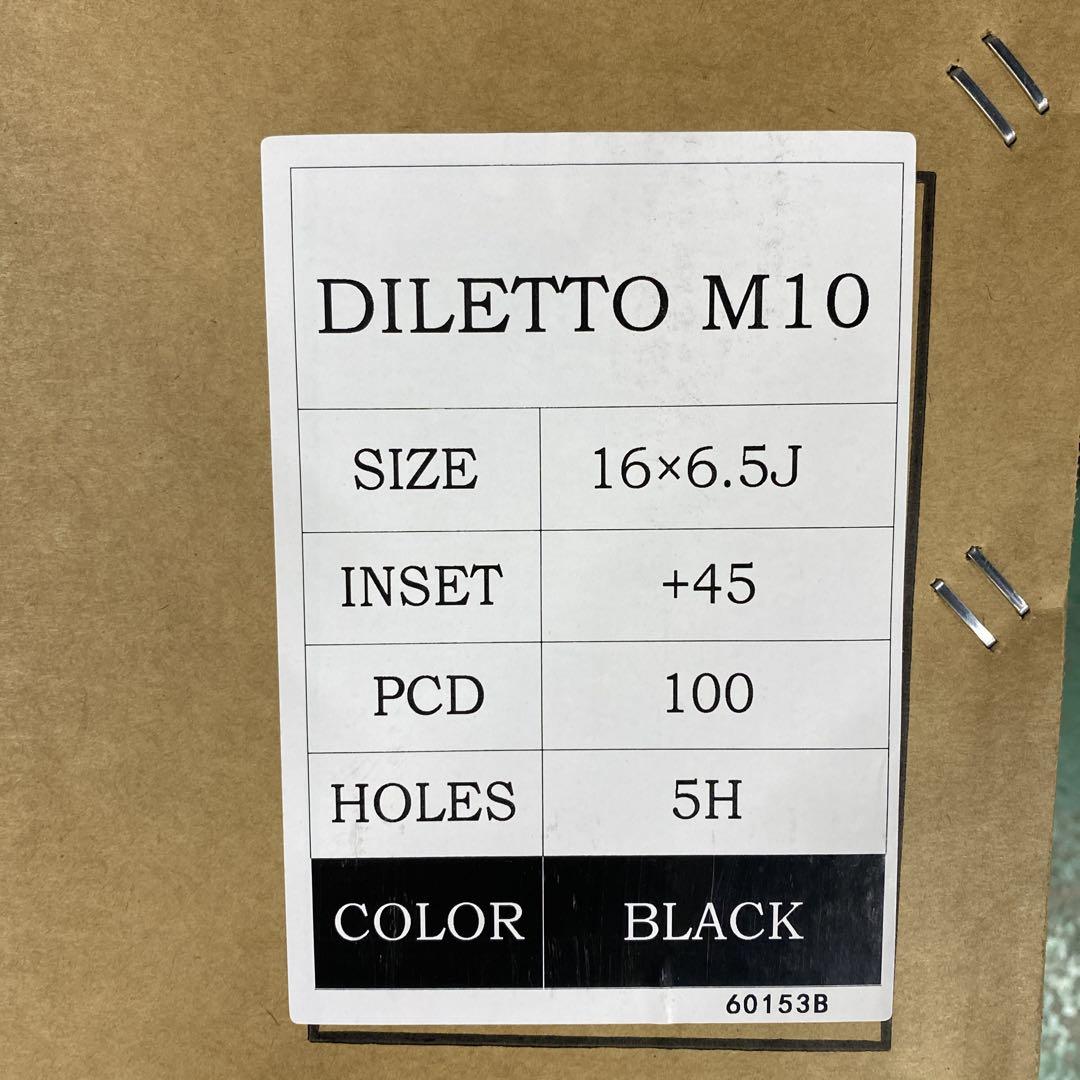 DILETTO M10
SIZE 16×6.5J
INSET +45
PCD 100
HOLES 5H
COLOR BLACK
60153B